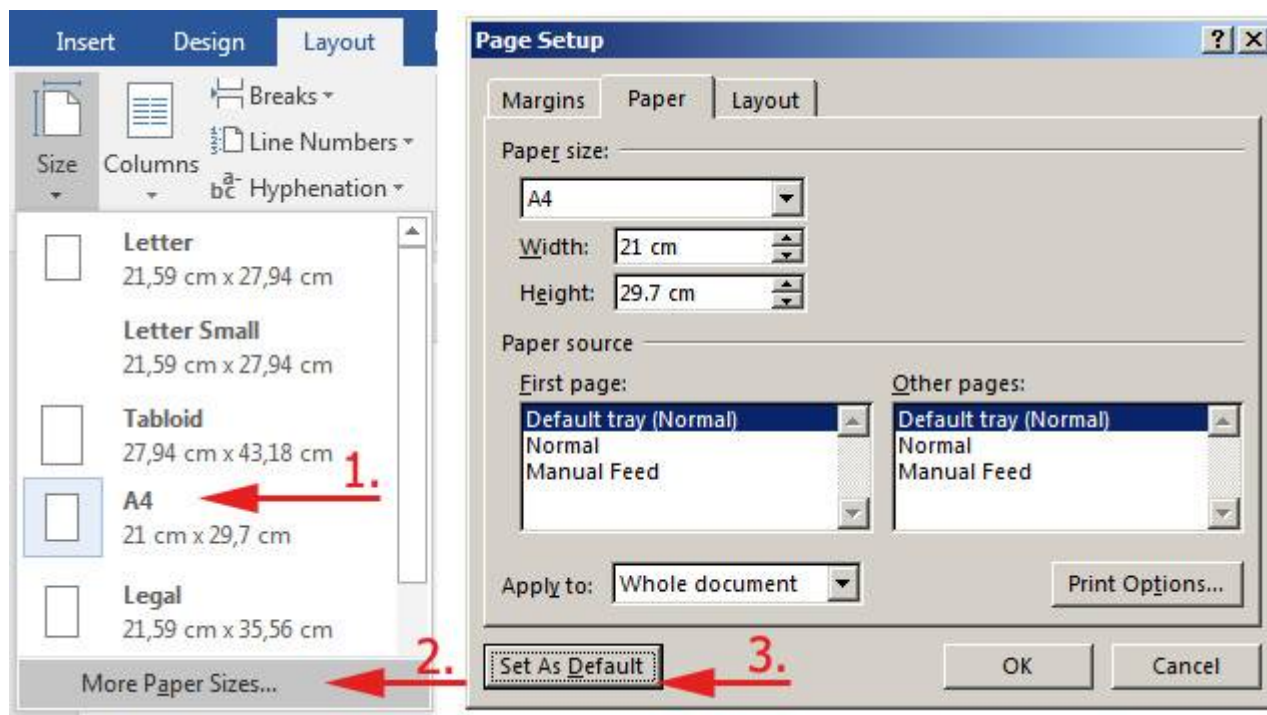 Insert Design Layout
Breaks
Line Numbers
Size Columns
Hyphenation
Letter
21,59 cm x 27,94 cm
Letter Small
21,59 cm x 27,94 cm
Tabloid
27,94 cm x 43,18 cm
1.
A4
21 cm x 29,7 cm
Legal
21,59 cm x 35,56 cm
More Paper Sizes...
2.
Page Setup
Margins Paper Layout
Paper size:
A4
Width: 21 cm
Height: 29.7 cm
Paper source
First page:
Default tray (Normal)
Normal
Manual Feed
Other pages:
Default tray (Normal)
Normal
Manual Feed
Apply to: Whole document
Print Options...
Set As Default
3.
OK
Cancel